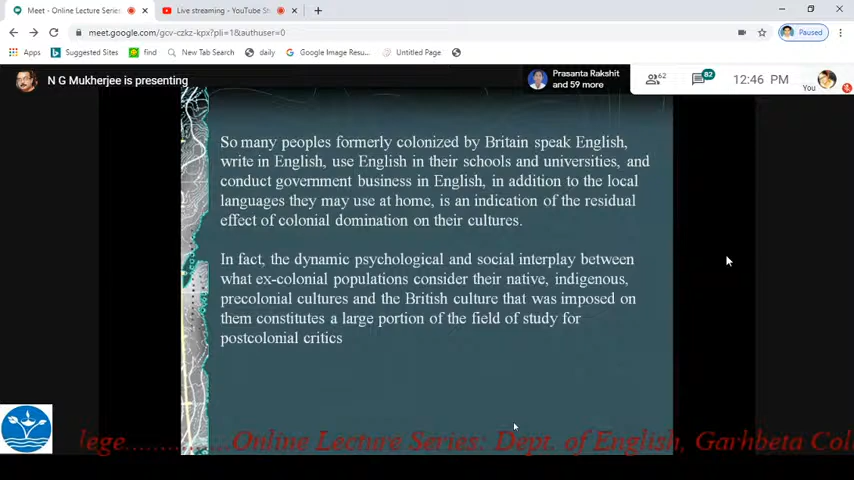 Meet - Online Lecture Series:
Live streaming - YouTube St
meet.google.com/gcv-czkz-kpx?pli=1&authuser=0
Paused
Apps
Suggested Sites
find
New Tab Search
daily
Google Image Resu...
Untitled Page
N G Mukherjee is presenting
Prasanta Rakshit
and 59 more
62
82
12:46 PM
You
So many peoples formerly colonized by Britain speak English,
write in English, use English in their schools and universities, and
conduct government business in English, in addition to the local
languages they may use at home, is an indication of the residual
effect of colonial domination on their cultures.
In fact, the dynamic psychological and social interplay between
what ex-colonial populations consider their native, indigenous,
precolonial cultures and the British culture that was imposed on
them constitutes a large portion of the field of study for
postcolonial critics
lege...............Online Lecture Series: Dept. of English, Garhbeta Coll